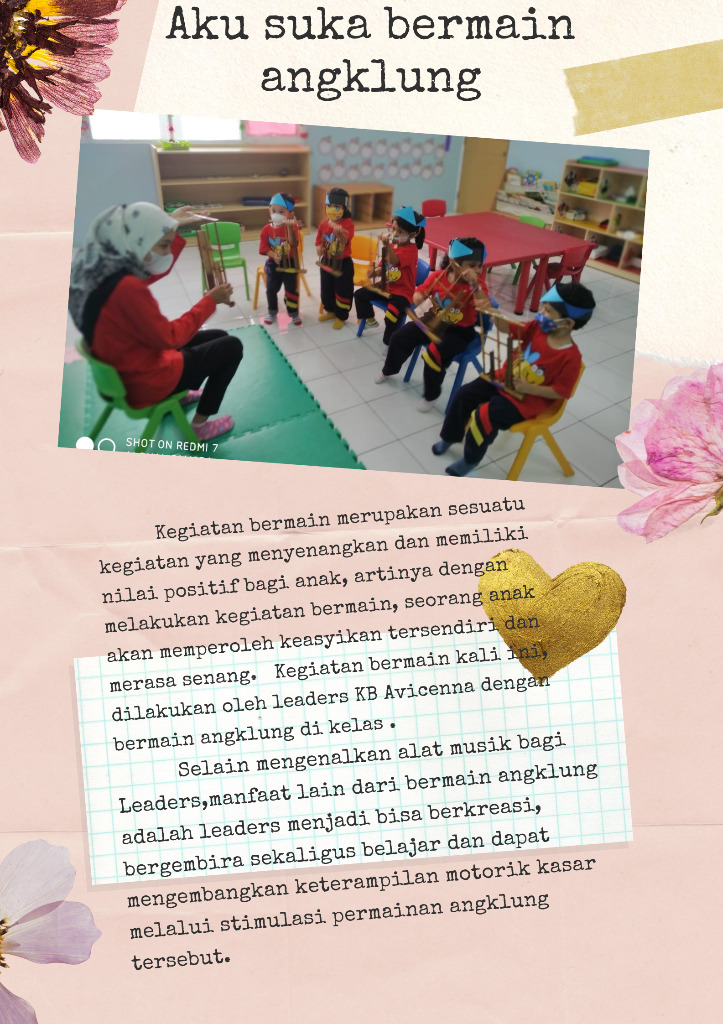 Aku suka bermain
angklung
SHOT ON REDMI 7
Kegiatan bermain merupakan sesuatu
kegiatan yang menyenangkan dan memiliki
nilai positif bagi anak, artinya dengan
melakukan kegiatan bermain, seorang anak
akan memperoleh keasyikan tersendiri dan
merasa senang. Kegiatan bermain kali ini,
dilakukan oleh leaders KB Avicenna dengan
bermain angklung di kelas .
Selain mengenalkan alat musik bagi
Leaders,manfaat lain dari bermain angklung
adalah leaders menjadi bisa berkreasi,
bergembira sekaligus belajar dan dapat
mengembangkan keterampilan motorik kasar
melalui stimulasi permainan angklung
tersebut.